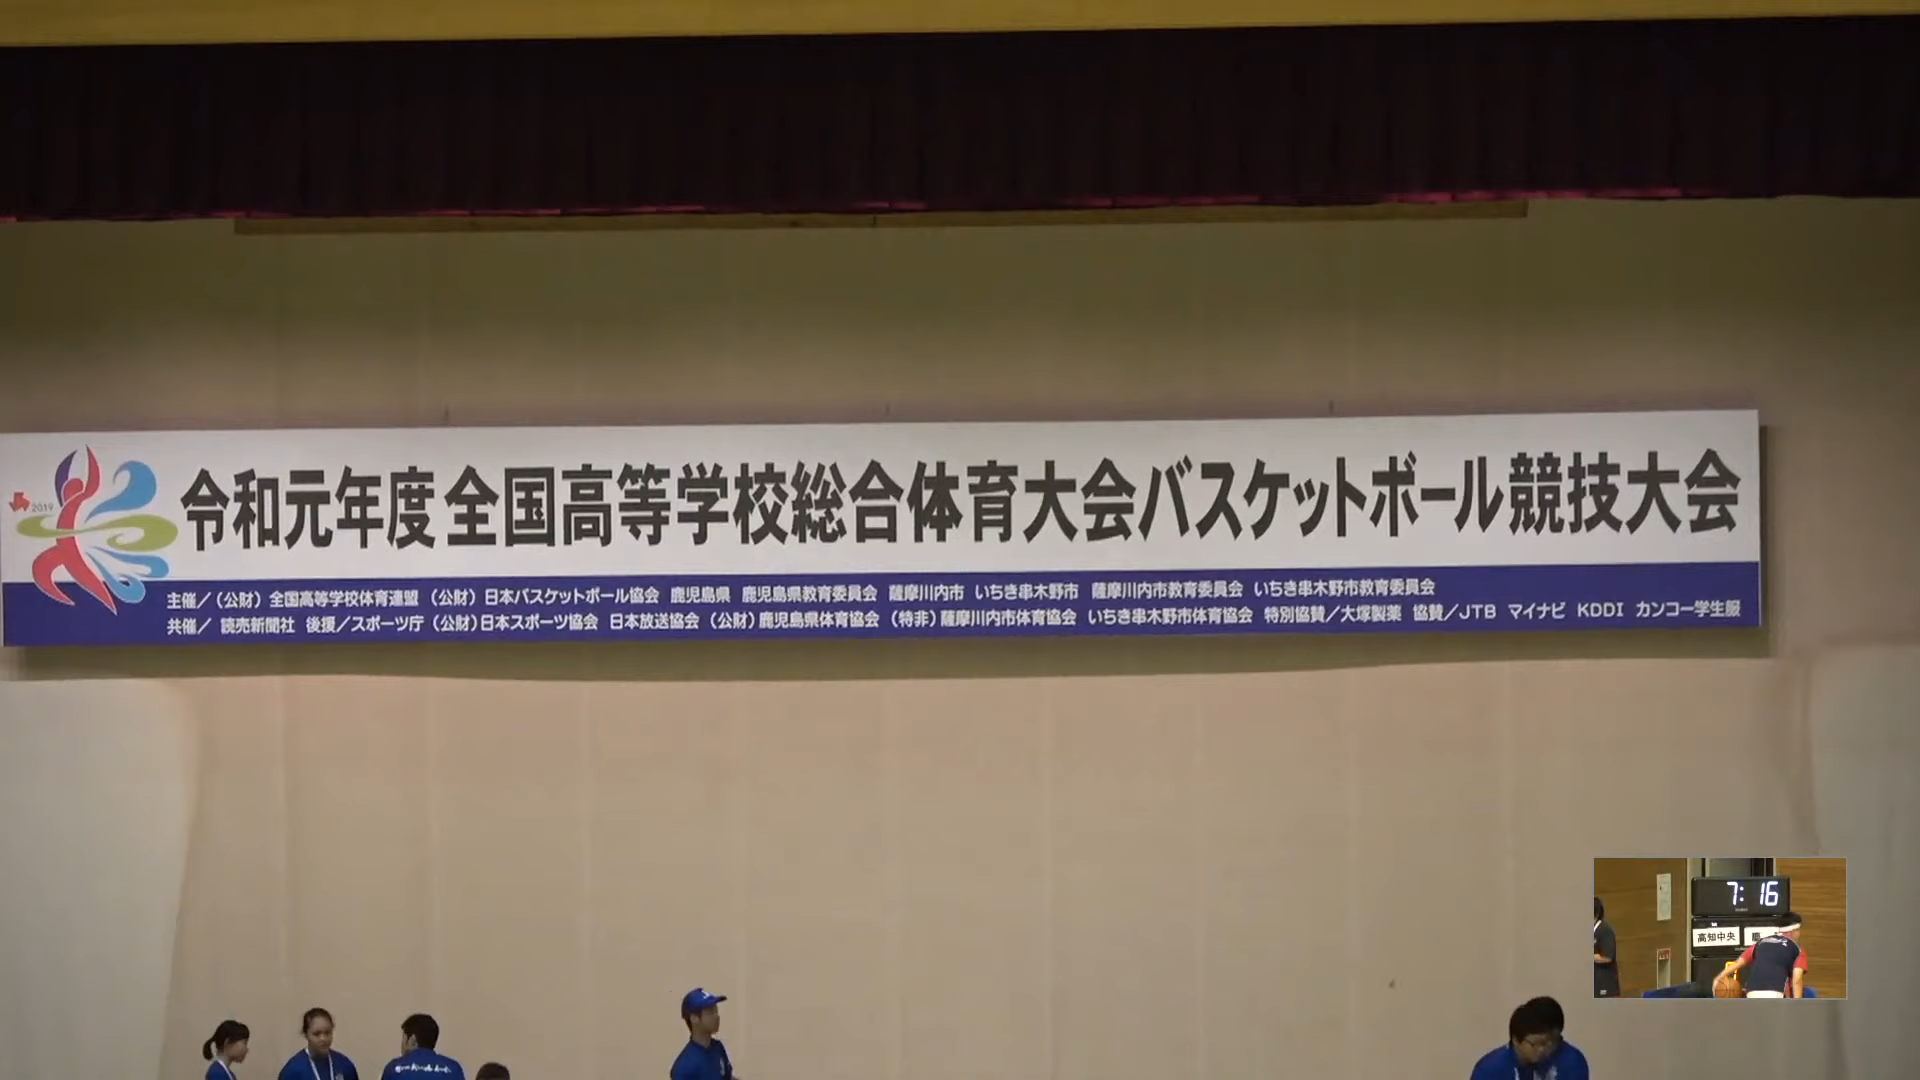 2019
令和元年度全国高等学校総合体育大会バスケットボール競技大会
主催／（公財）全国高等学校体育連盟 （公財）日本バスケットボール協会 鹿児島県 鹿児島県教育委員会 薩摩川内市 いちき串木野市 薩摩川内市教育委員会 いちき串木野市教育委員会
共催／ 読売新聞社 後援／スポーツ庁（公財）日本スポーツ協会 日本放送協会（公財）鹿児島県体育協会（特非）薩摩川内市体育協会 いちき串木野市体育協会 特別協賛／大塚製薬 協賛／JTB マイナビ KDDI カンコー学生服
7:16
高知中央